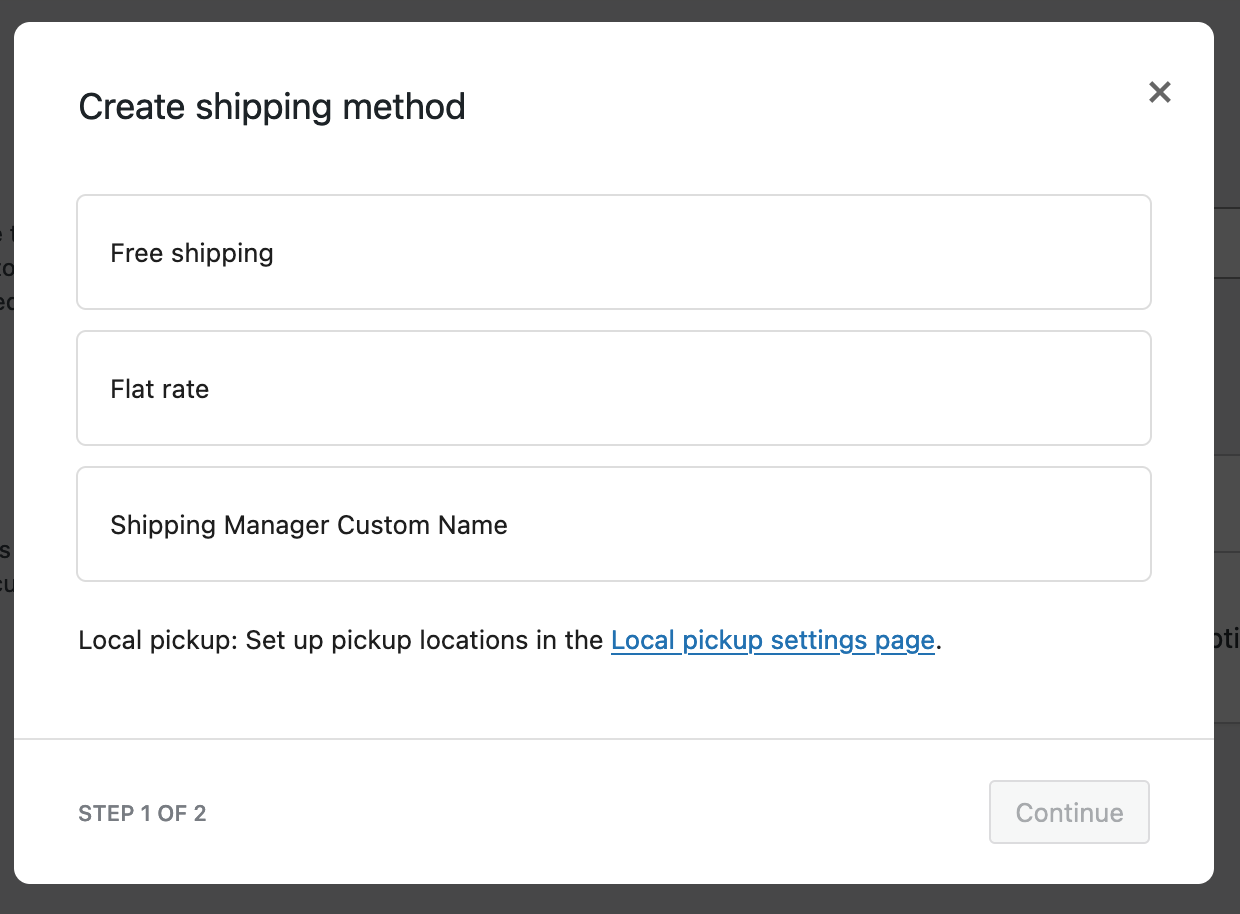 Create shipping method
Free shipping
Flat rate
Shipping Manager Custom Name
Local pickup: Set up pickup locations in the Local pickup settings page.
STEP 1 OF 2
Continue